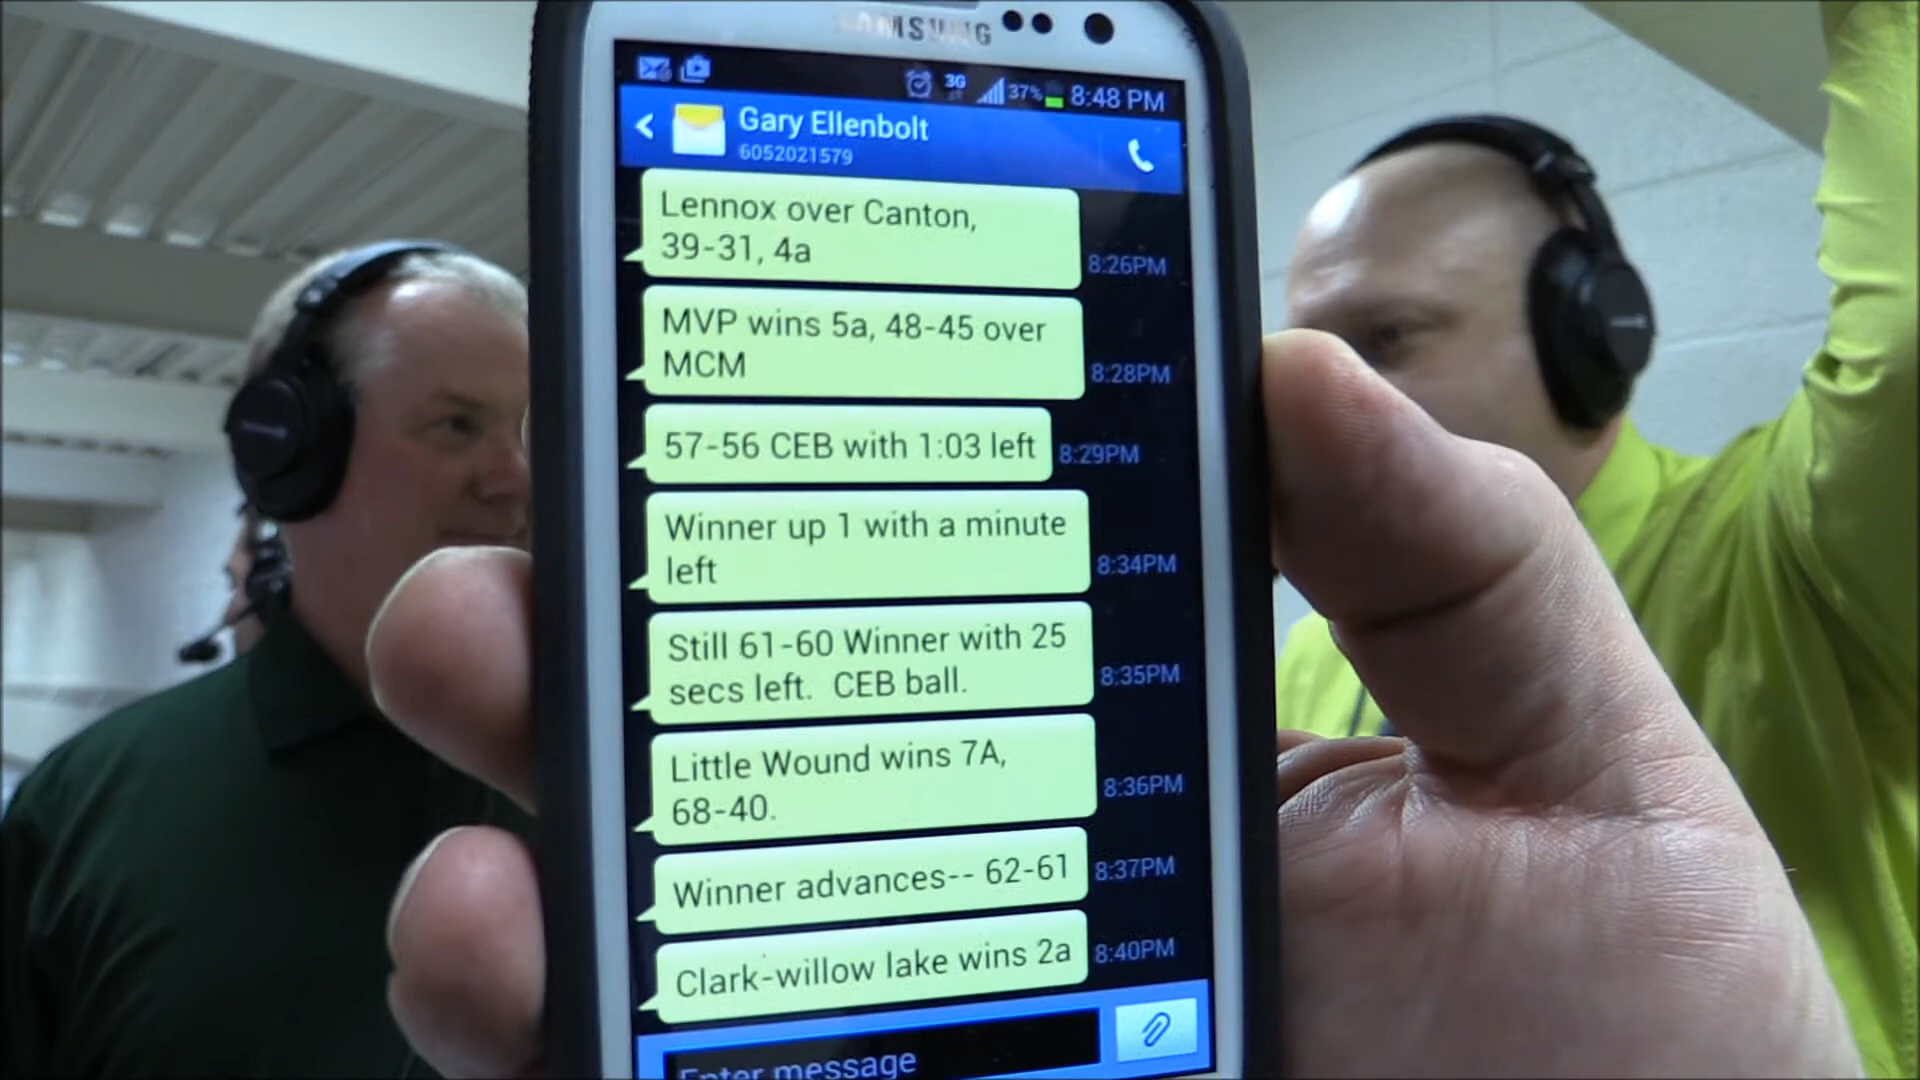 SAMSUNG
3G 37% 8:48 PM
Gary Ellenbolt
6052021579
Lennox over Canton,
39-31, 4a
8:26PM
MVP wins 5a, 48-45 over
MCM
8:28PM
57-56 CEB with 1:03 left
8:29PM
Winner up 1 with a minute
left
8:34PM
Still 61-60 Winner with 25
secs left.  CEB ball.
8:35PM
Little Wound wins 7A,
68-40.
8:36PM
Winner advances-- 62-61
8:37PM
Clark-willow lake wins 2a
8:40PM
Enter message